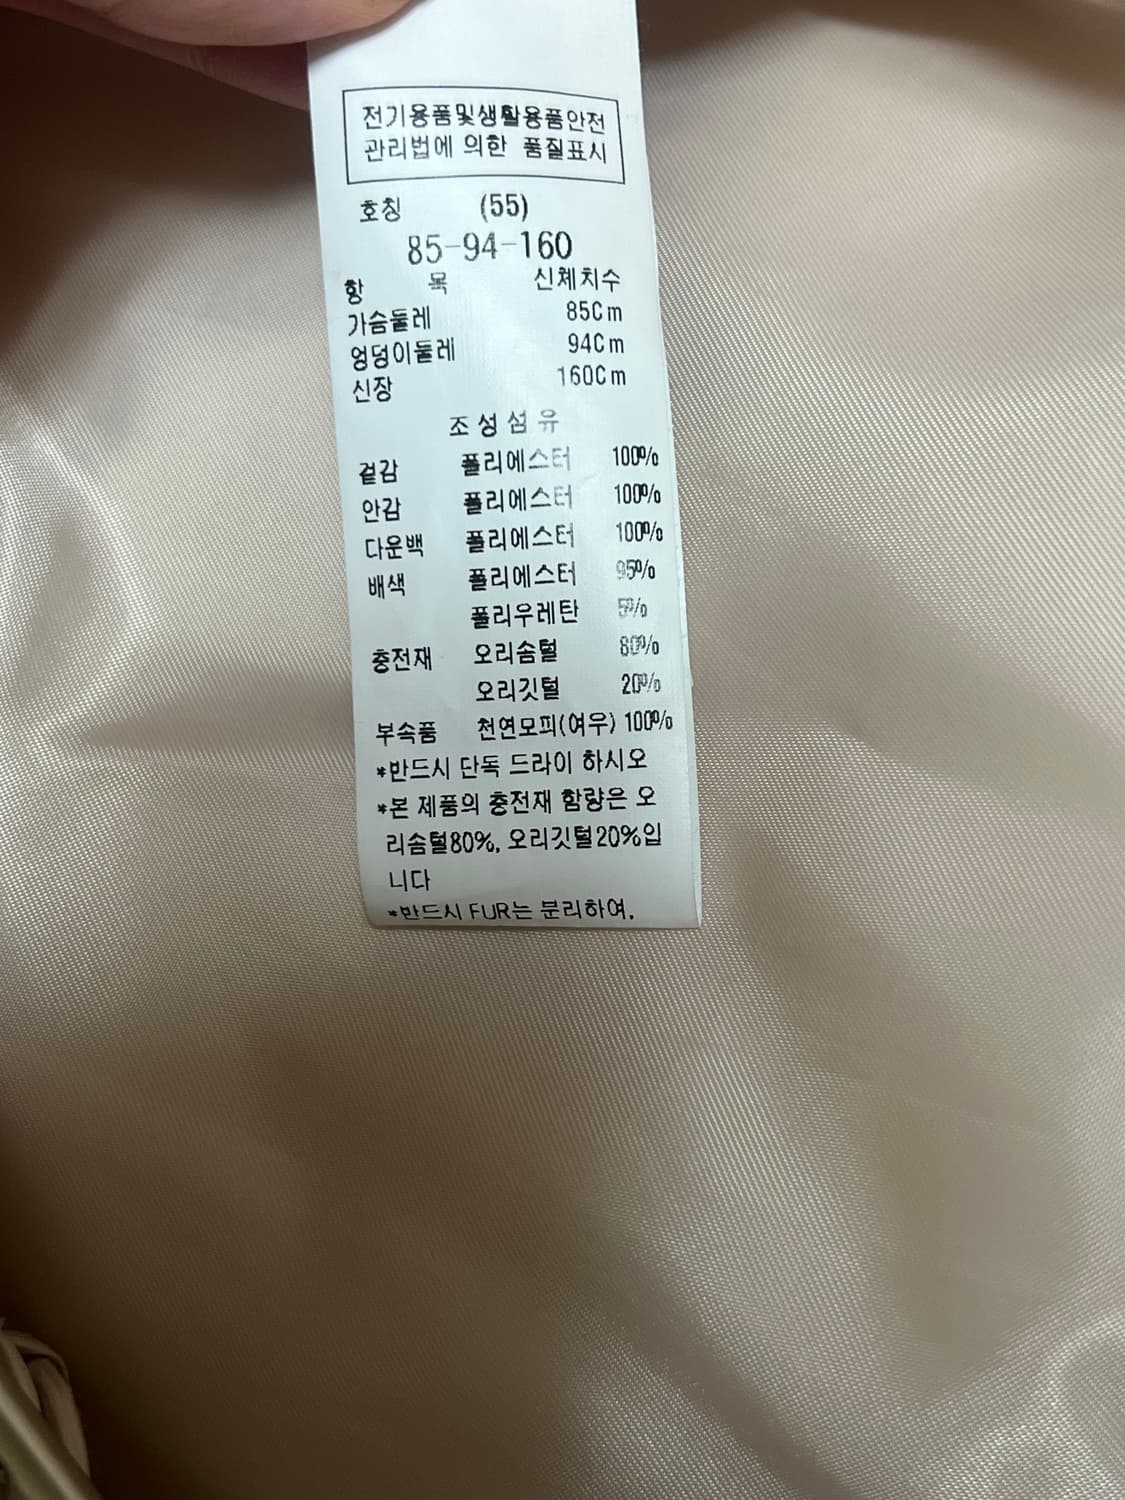 전기용품및생활용품안전
관리법에 의한 품질표시
호칭 (55)
85-94-160
항 목 신체치수
가슴둘레 85Cm
엉덩이둘레 94Cm
신장 160Cm
조성섬유
겉감 폴리에스터 100%
안감 폴리에스터 100%
다운백 폴리에스터 100%
배색 폴리에스터 95%
폴리우레탄 5%
충전재 오리솜털 80%
오리깃털 20%
부속품 천연모피(여우) 100%
*반드시 단독 드라이 하시오
*본 제품의 충전재 함량은 오
리솜털80%, 오리깃털20%입
니다
*반드시 FUR는 분리하여,